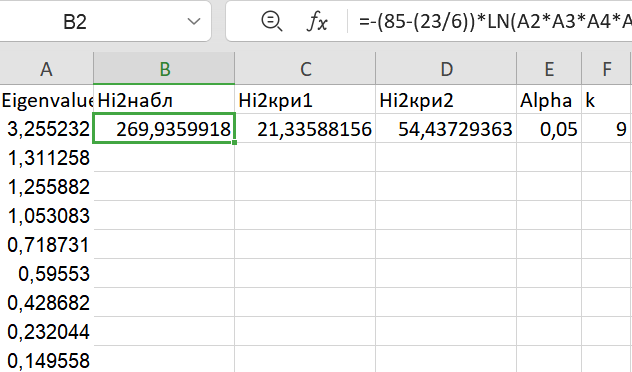 B2 fx =-(85-(23/6))*LN(A2*A3*A4*A
A B C D E F
Eigenvalue Hi2набл Hi2кри1 Hi2кри2 Alpha k
3,255232 269,9359918 21,33588156 54,43729363 0,05 9
1,311258
1,255882
1,053083
0,718731
0,59553
0,428682
0,232044
0,149558